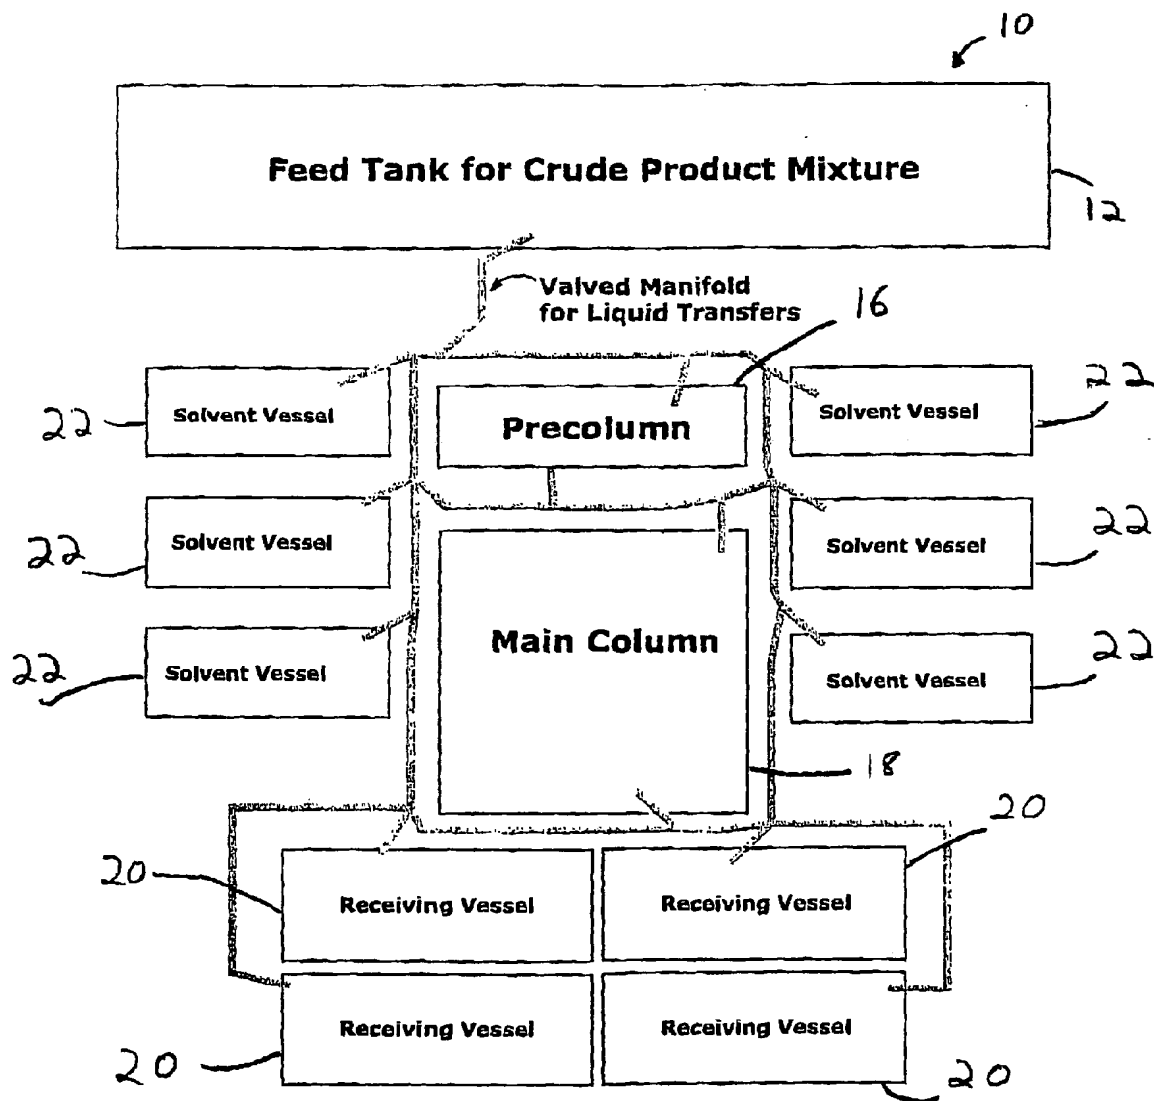 10
Feed Tank for Crude Product Mixture
12
Valved Manifold
for Liquid Transfers
16
22
Solvent Vessel
Precolumn
Solvent Vessel
22
22
Solvent Vessel
Solvent Vessel
22
Main Column
22
Solvent Vessel
Solvent Vessel
22
18
20
20
Receiving Vessel
Receiving Vessel
Receiving Vessel
Receiving Vessel
20
20